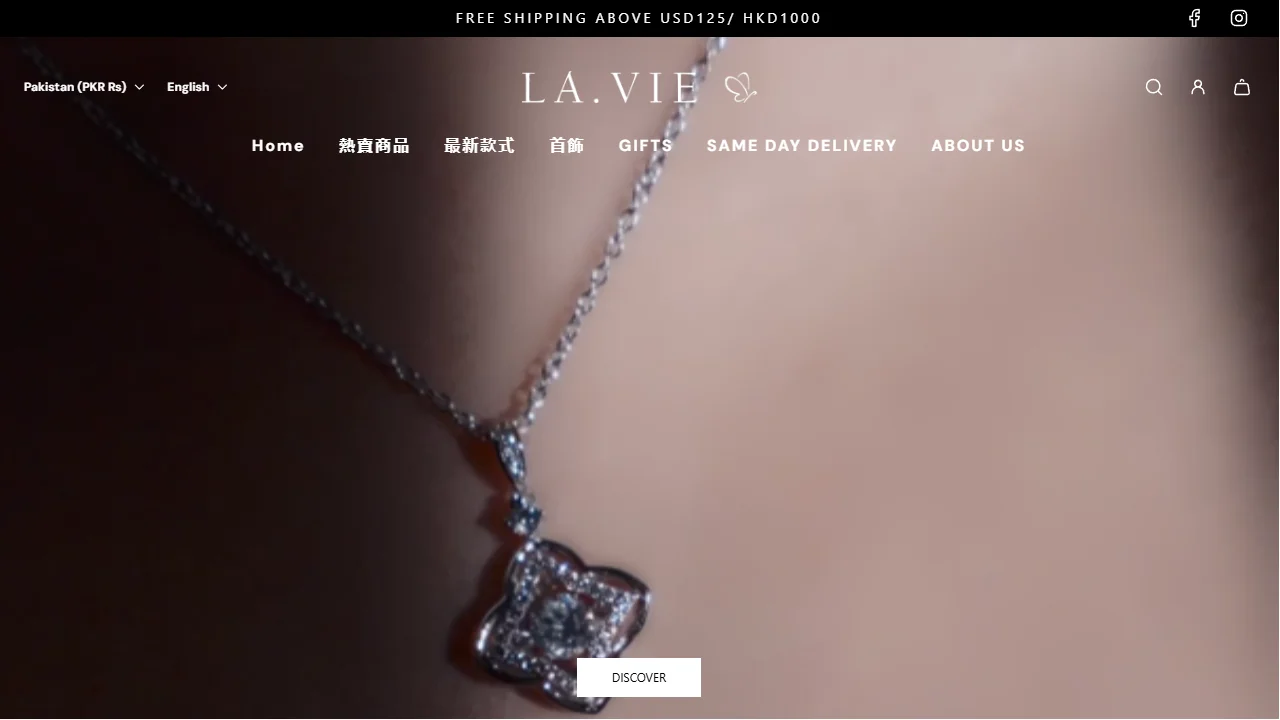 FREE SHIPPING ABOVE USD125/ HKD1000
Pakistan (PKR Rs) English
LA.VIE
Home 熱賣商品 最新款式 首飾 GIFTS SAME DAY DELIVERY ABOUT US
DISCOVER